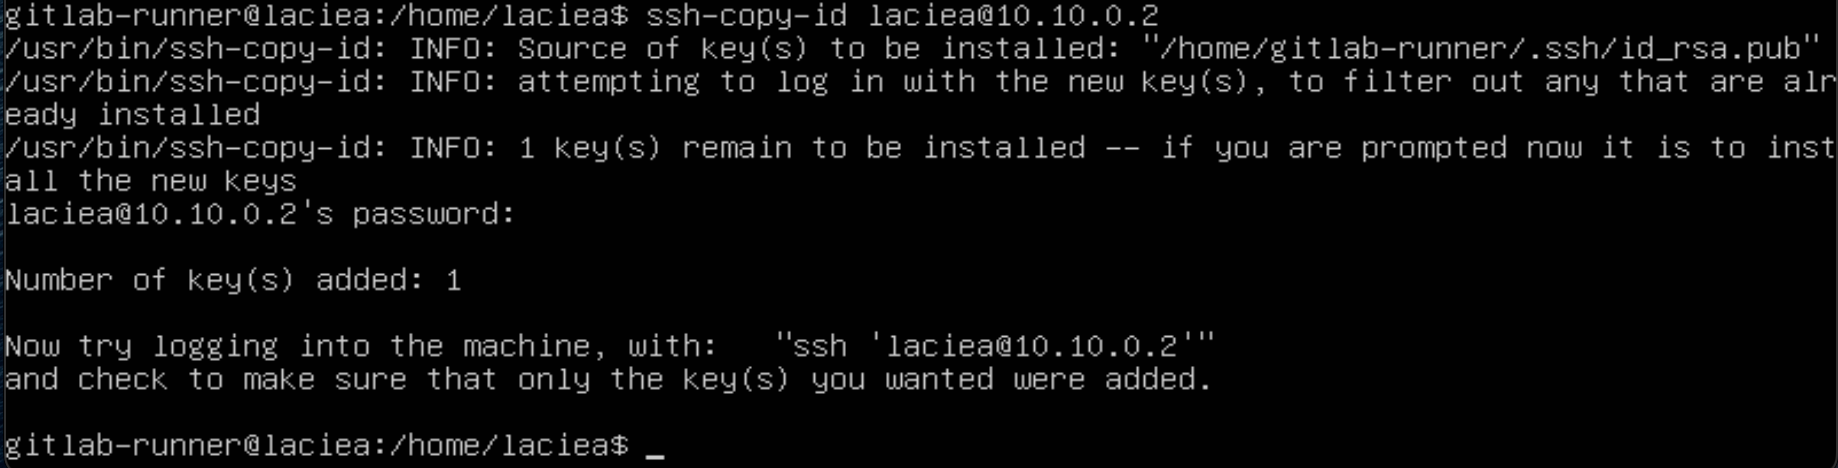 gitlab-runner@laciea:/home/laciea$ ssh-copy-id laciea@10.10.0.2
/usr/bin/ssh-copy-id: INFO: Source of key(s) to be installed: "/home/gitlab-runner/.ssh/id_rsa.pub"
/usr/bin/ssh-copy-id: INFO: attempting to log in with the new key(s), to filter out any that are alr
eady installed
/usr/bin/ssh-copy-id: INFO: 1 key(s) remain to be installed -- if you are prompted now it is to inst
all the new keys
laciea@10.10.0.2's password:
Number of key(s) added: 1
Now try logging into the machine, with:   "ssh 'laciea@10.10.0.2'"
and check to make sure that only the key(s) you wanted were added.
gitlab-runner@laciea:/home/laciea$ _